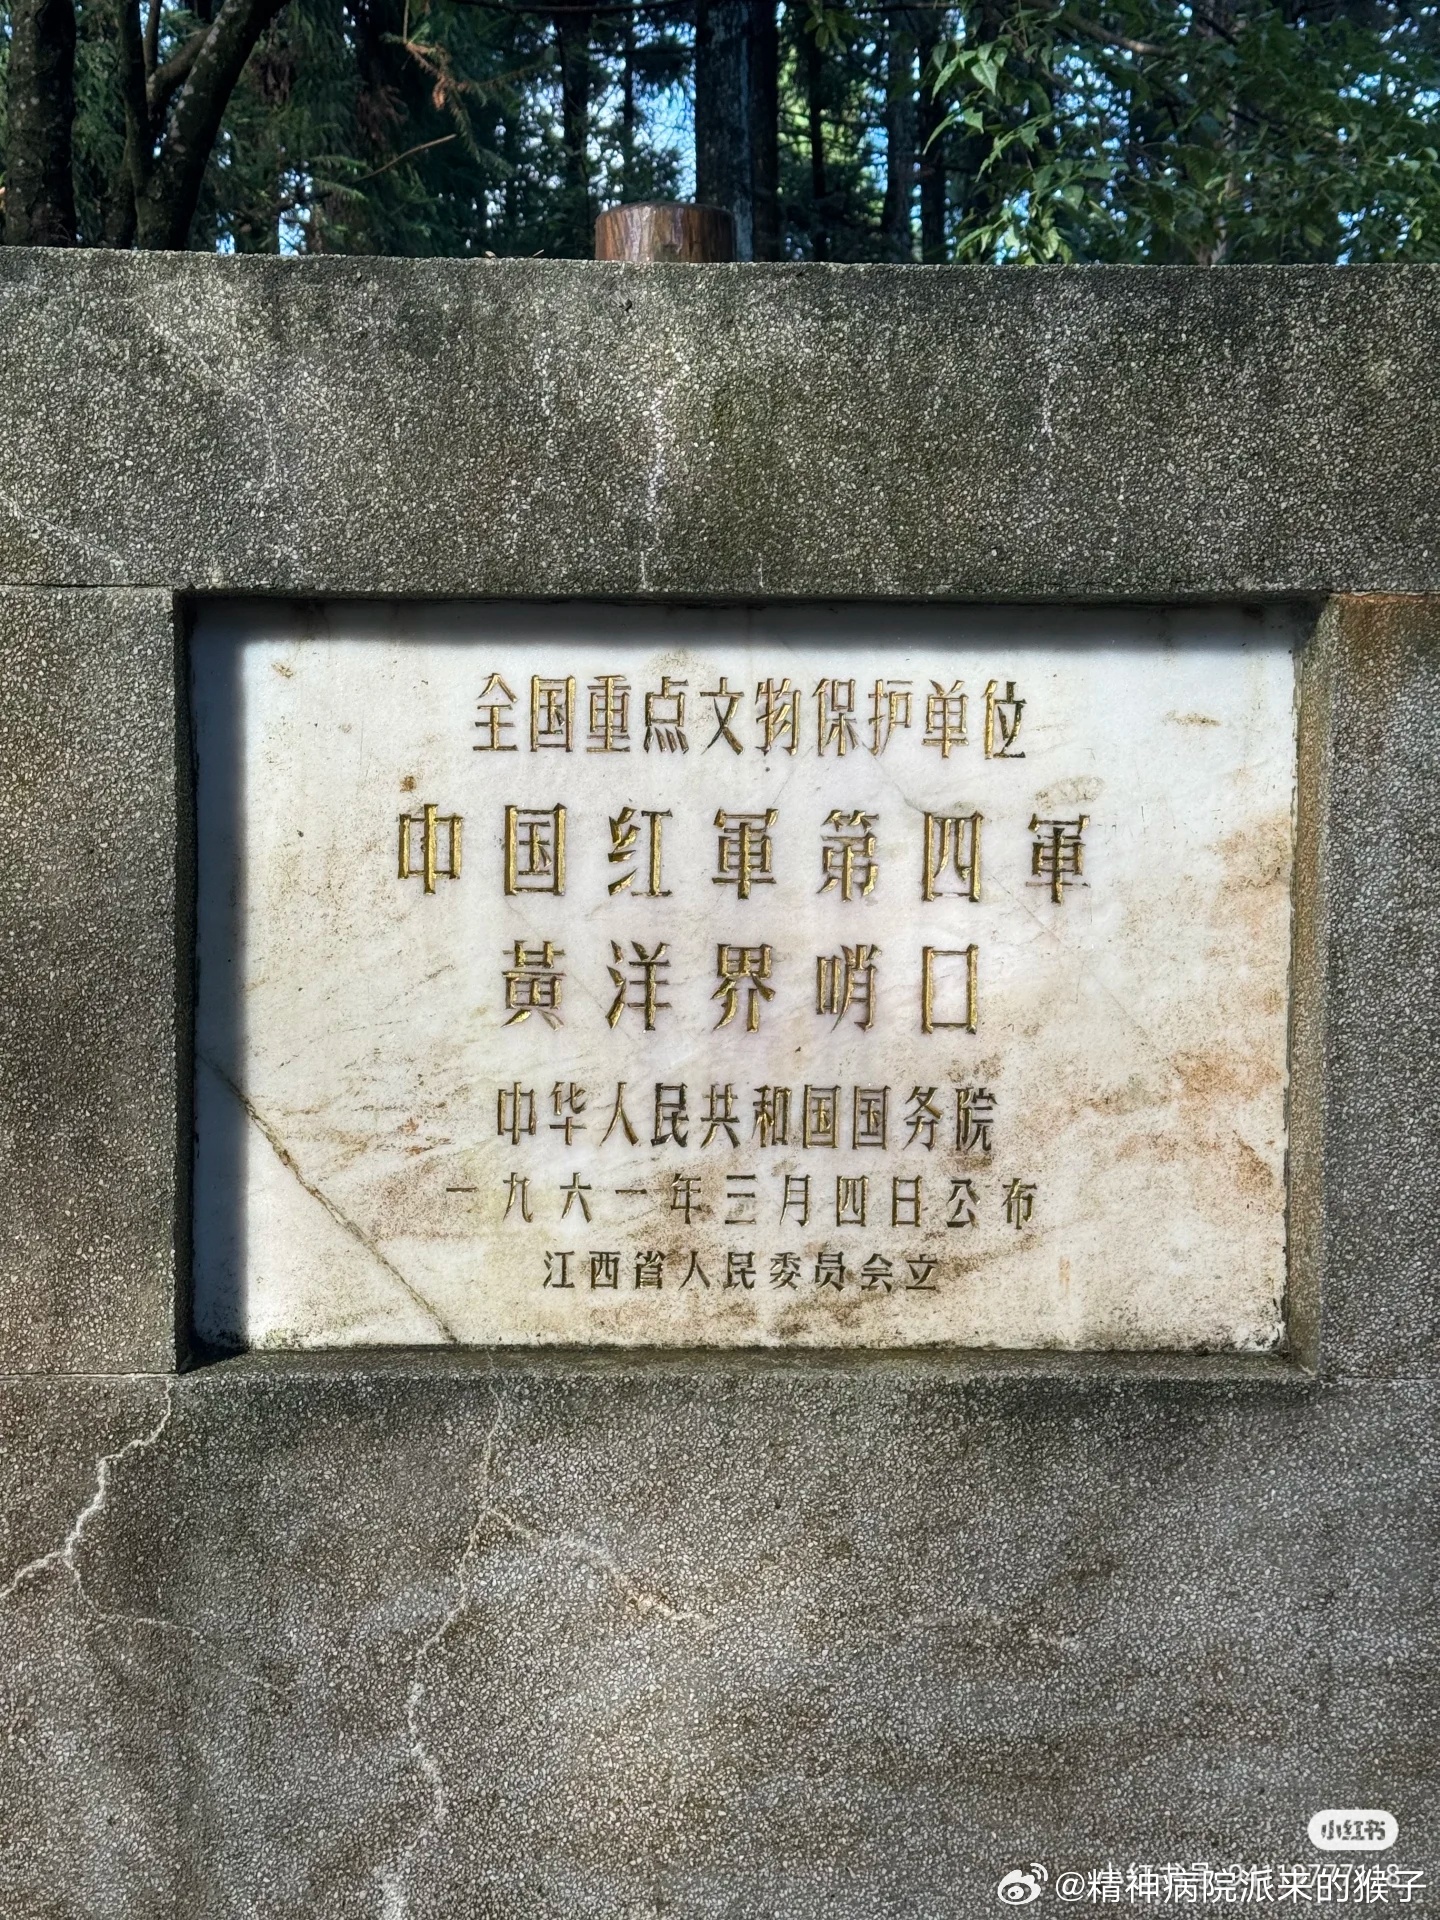 全国重点文物保护单位
中国红軍第四軍
黃洋界哨口
中华人民共和国国务院
一九六一年三月四日公布
江西省人民委员会立
小红书
@精神病院派来的猴子